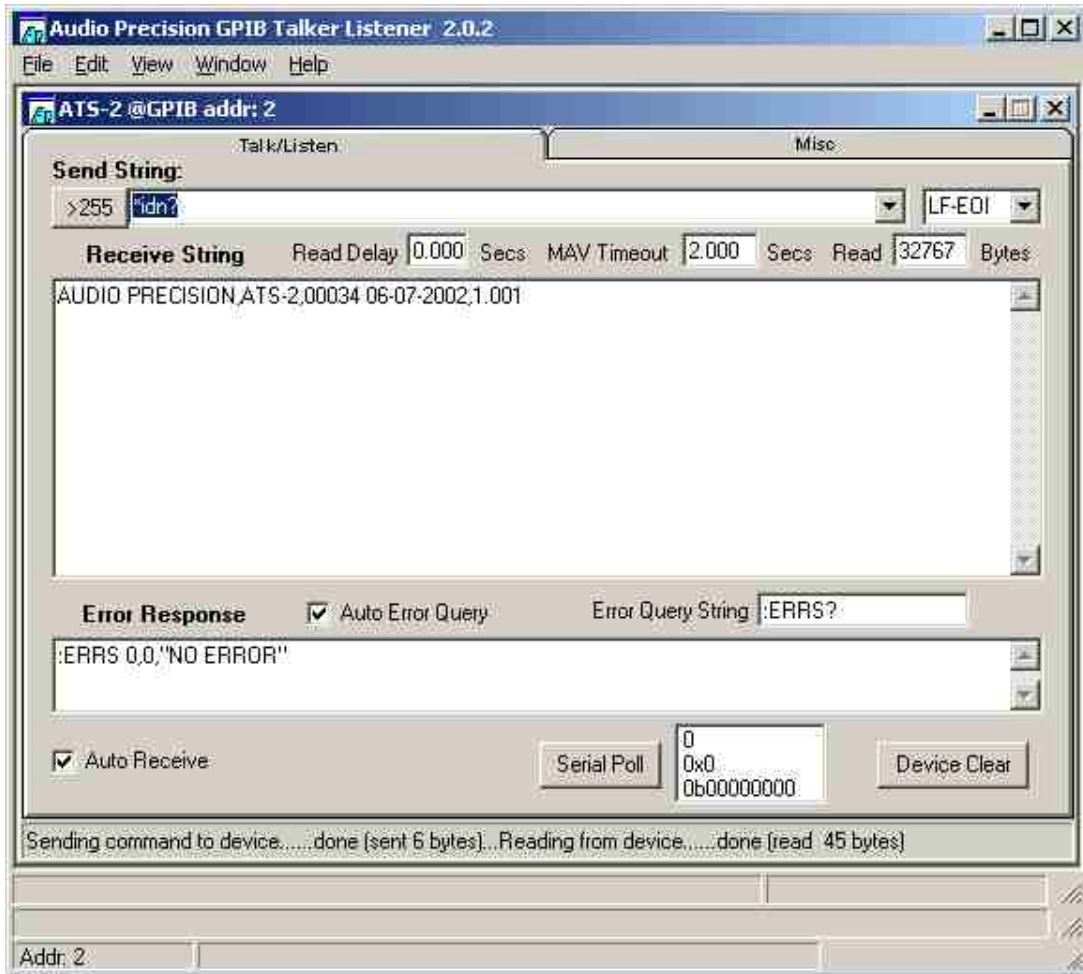 Audio Precision GPIB Talker Listener 2.0.2
File Edit View Window Help
ATS-2 @GPIB addr: 2
Talk/Listen Misc
Send String:
>255 *idn? LF-EOI
Receive String Read Delay 0.000 Secs MAV Timeout 2.000 Secs Read 32767 Bytes
AUDIO PRECISION,ATS-2,00034 06-07-2002,1.001
Error Response Auto Error Query Error Query String :ERRS?
:ERRS 0,0,"NO ERROR"
Auto Receive Serial Poll Device Clear
0
0x0
0b00000000
Sending command to device......done (sent 6 bytes)...Reading from device......done (read 45 bytes)
Addr: 2